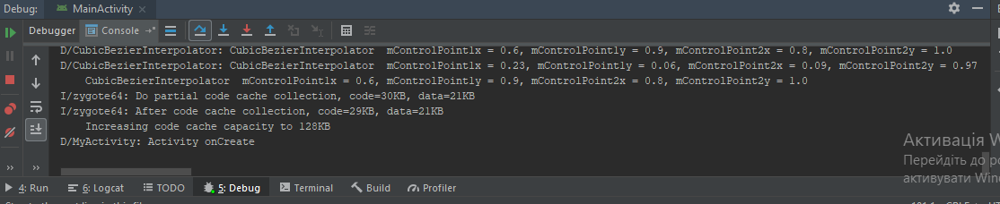 Debug: MainActivity
Debugger Console
D/CubicBezierInterpolator: CubicBezierInterpolator  mControlPoint1x = 0.6, mControlPoint1y = 0.9, mControlPoint2x = 0.8, mControlPoint2y = 1.0
D/CubicBezierInterpolator: CubicBezierInterpolator  mControlPoint1x = 0.23, mControlPoint1y = 0.06, mControlPoint2x = 0.09, mControlPoint2y = 0.97
CubicBezierInterpolator  mControlPoint1x = 0.6, mControlPoint1y = 0.9, mControlPoint2x = 0.8, mControlPoint2y = 1.0
I/zygote64: Do partial code cache collection, code=30KB, data=21KB
I/zygote64: After code cache collection, code=29KB, data=21KB
Increasing code cache capacity to 128KB
D/MyActivity: Activity onCreate
Активація W
Перейдіть до ро
активувати Wind
4: Run 6: Logcat TODO 5: Debug Terminal Build Profiler